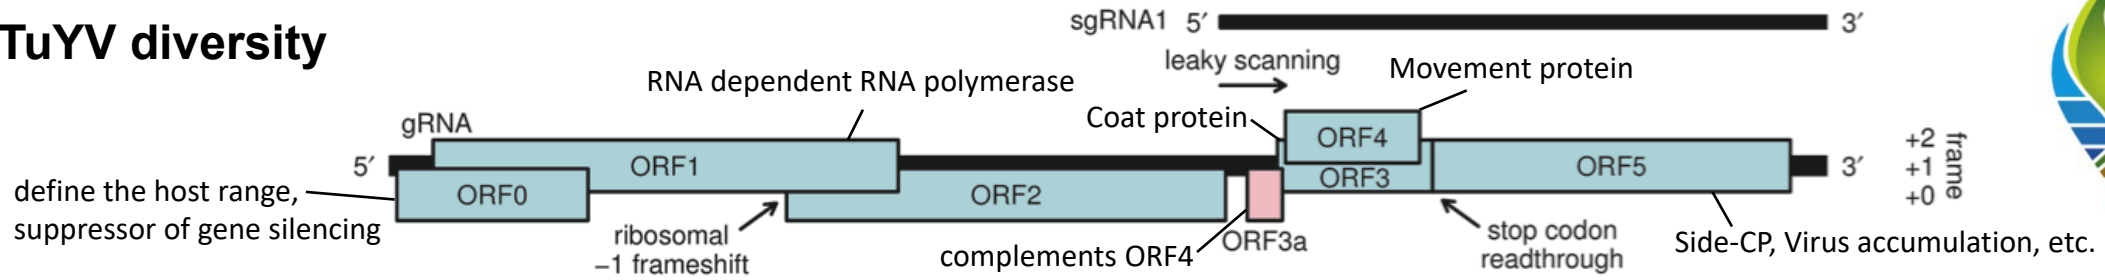 TuYV diversity
sgRNA1 5′ 3′
leaky scanning
RNA dependent RNA polymerase
Movement protein
Coat protein
gRNA
5′ 3′
ORF0
ORF1
ORF2
ORF3a
ORF4
ORF3
ORF5
+2
+1
+0
frame
define the host range,
suppressor of gene silencing
ribosomal
−1 frameshift
complements ORF4
stop codon
readthrough
Side-CP, Virus accumulation, etc.